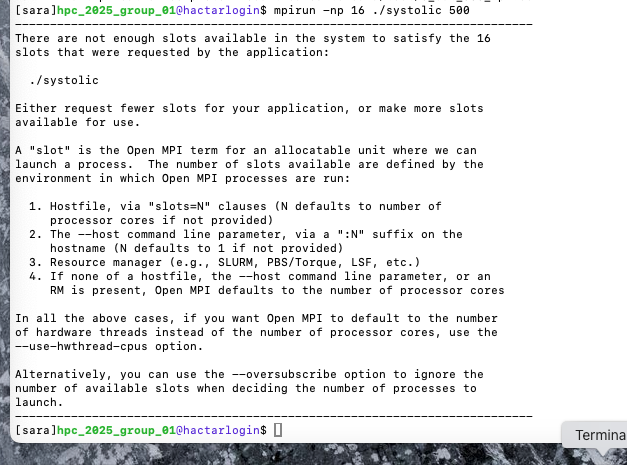 [sara]hpc_2025_group_01@hactarlogin$ mpirun -np 16 ./systolic 500
--------------------------------------------------------------------------
There are not enough slots available in the system to satisfy the 16
slots that were requested by the application:

  ./systolic

Either request fewer slots for your application, or make more slots
available for use.

A "slot" is the Open MPI term for an allocatable unit where we can
launch a process.  The number of slots available are defined by the
environment in which Open MPI processes are run:

  1. Hostfile, via "slots=N" clauses (N defaults to number of
     processor cores if not provided)
  2. The --host command line parameter, via a ":N" suffix on the
     hostname (N defaults to 1 if not provided)
  3. Resource manager (e.g., SLURM, PBS/Torque, LSF, etc.)
  4. If none of a hostfile, the --host command line parameter, or an
     RM is present, Open MPI defaults to the number of processor cores

In all the above cases, if you want Open MPI to default to the number
of hardware threads instead of the number of processor cores, use the
--use-hwthread-cpus option.

Alternatively, you can use the --oversubscribe option to ignore the
number of available slots when deciding the number of processes to
launch.
--------------------------------------------------------------------------
[sara]hpc_2025_group_01@hactarlogin$
Termina